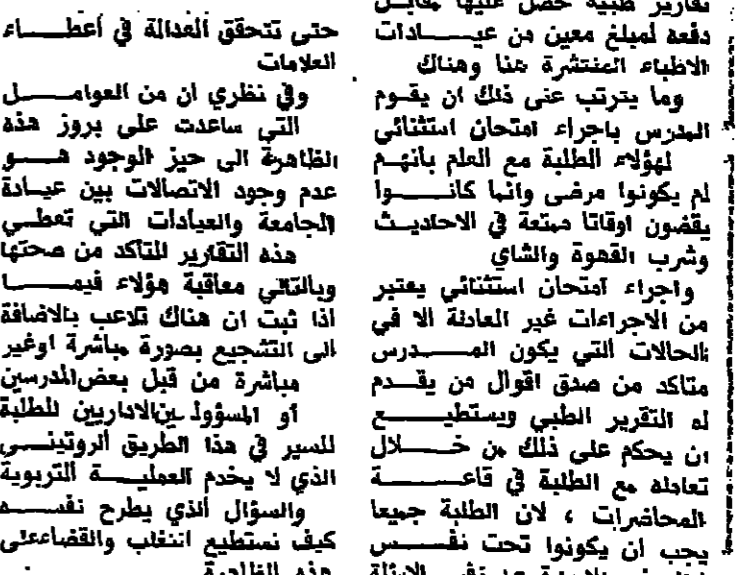 تقارير طبية حصل عليها مقابل
دفعه لمبلغ معين من عيادات
الاطباء المنتشرة هنا وهناك
وما يترتب على ذلك ان يقوم
المدرس باجراء امتحان استثنائي
لهؤلاء الطلبة مع العلم بأنهم
لم يكونوا مرضى وانما كانوا
يقضون اوقاتا ممتعة في الاحاديث
وشرب القهوة والشاي
واجراء امتحان استثنائي يعتبر
من الاجراءات غير العادلة الا في
الحالات التي يكون المدرس
متاكد من صدق اقوال من يقدم
له التقرير الطبي ويستطيع
ان يحكم على ذلك من خلال
تعامله مع الطلبة في قاعة
المحاضرات ، لان الطلبة جميعا
يجب ان يكونوا تحت نفس
الاسئلة
حتى تتحقق العدالة في أعطاء
العلامات
وفي نظري ان من العوامل
التي ساعدت على بروز هذه
الظاهرة الى حيز الوجود هو
عدم وجود الاتصالات بين عيادة
الجامعة والعيادات التي تعطي
هذه التقارير للتاكد من صحتها
وبالتالي معاقبة هؤلاء فيما
اذا ثبت ان هناك تلاعب بالاضافة
الى التشجيع بصورة مباشرة اوغير
مباشرة من قبل بعض المدرسين
أو المسؤولين الاداريين للطلبة
للسير في هذا الطريق الروتيني
الذي لا يخدم العملية التربوية
والسؤال الذي يطرح نفسه
كيف نستطيع التغلب والقضاءعلى
هذه الظاهرة